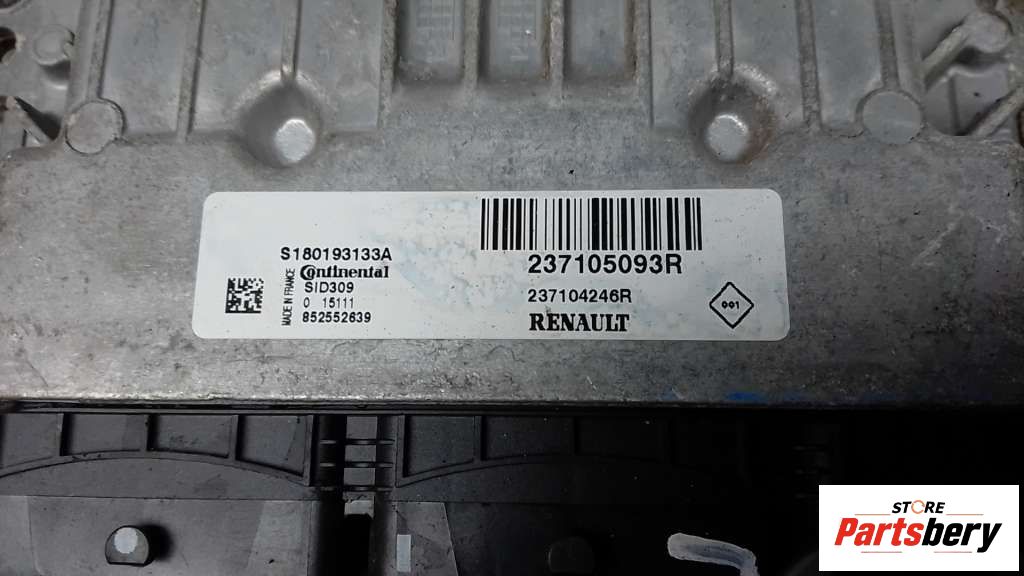 S180193133A
Continental
SID309
0 15111
852552639
MADE IN FRANCE
237105093R
237104246R
RENAULT
001
STORE
Partsbery